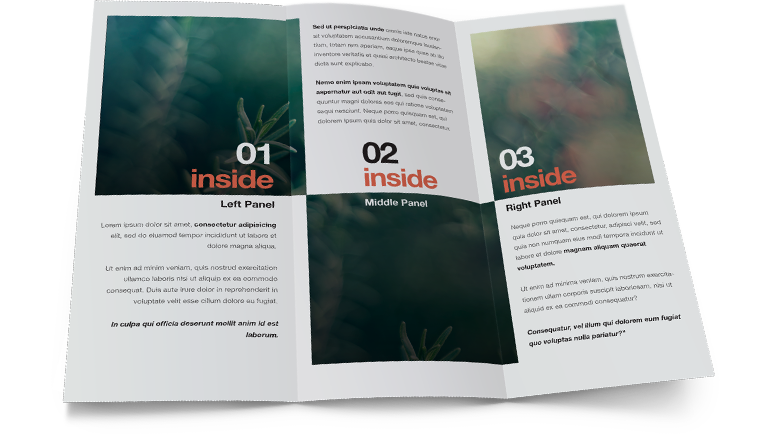 01
inside
Left Panel
Lorem ipsum dolor sit amet, consectetur adipisicing
elit, sed do eiusmod tempor incididunt ut labore et
dolore magna aliqua.
Ut enim ad minim veniam, quis nostrud exercitation
ullamco laboris nisi ut aliquip ex ea commodo
consequat. Duis aute irure dolor in reprehenderit in
voluptate velit esse cillum dolore eu fugiat.
In culpa qui officia deserunt mollit anim id est
laborum.
Sed ut perspiciatis unde omnis iste natus error
sit voluptatem accusantium doloremque laudan-
tium, totam rem aperiam, eaque ipsa quae ab illo
inventore veritatis et quasi architecto beatae vitae
dicta sunt explicabo.
Nemo enim ipsam voluptatem quia voluptas sit
aspernatur aut odit aut fugit, sed quia conse-
quuntur magni dolores eos qui ratione voluptatem
sequi nesciunt. Neque porro quisquam est, qui
dolorem ipsum quia dolor sit amet, consectetur,
02
inside
Middle Panel
03
inside
Right Panel
Neque porro quisquam est, qui dolorem ipsum
quia dolor sit amet, consectetur, adipisci velit, sed
quia non numquam eius modi tempora incidunt ut
labore et dolore magnam aliquam quaerat
voluptatem.
Ut enim ad minima veniam, quis nostrum exercita-
tionem ullam corporis suscipit laboriosam, nisi ut
aliquid ex ea commodi consequatur?
Consequatur, vel illum qui dolorem eum fugiat
quo voluptas nulla pariatur?"